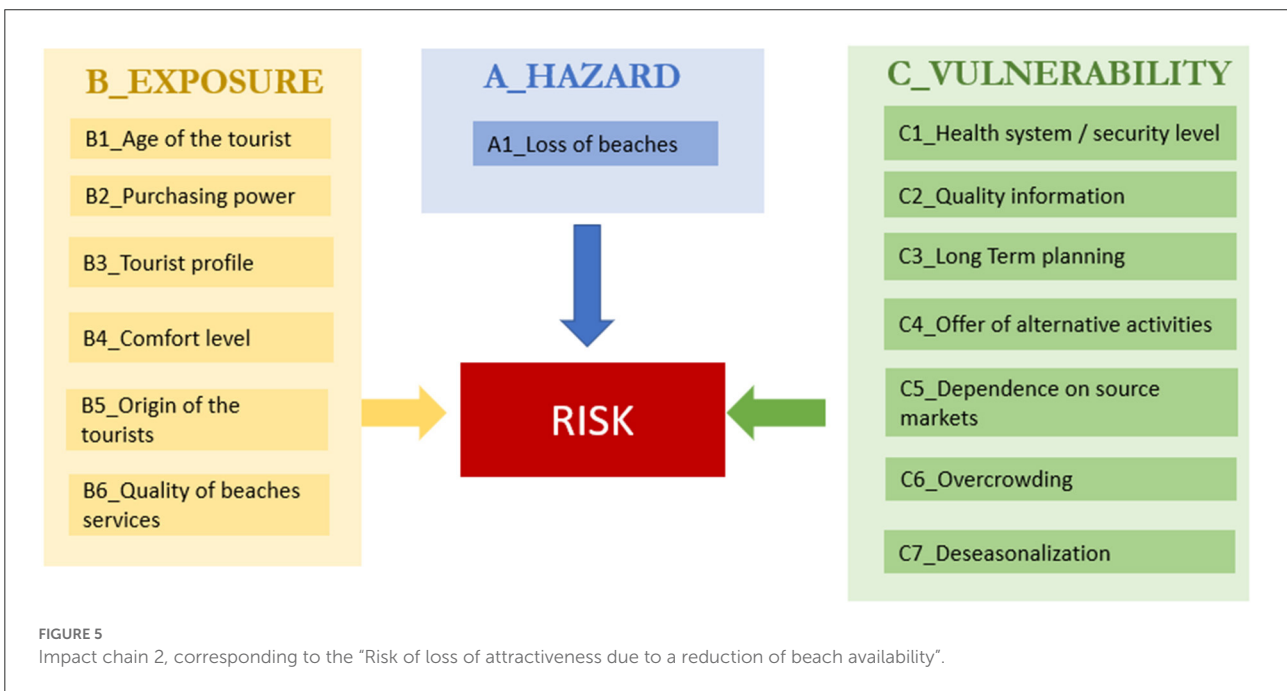 B_EXPOSURE
B1_Age of the tourist
B2_Purchasing power
B3_Tourist profile
B4_Comfort level
B5_Origin of the
tourists
B6_Quality of beaches
services
A_HAZARD
A1_Loss of beaches
RISK
C_VULNERABILITY
C1_Health system / security level
C2_Quality information
C3_Long Term planning
C4_Offer of alternative activities
C5_Dependence on source
markets
C6_Overcrowding
C7_Deseasonalization
FIGURE 5
Impact chain 2, corresponding to the “Risk of loss of attractiveness due to a reduction of beach availability”.